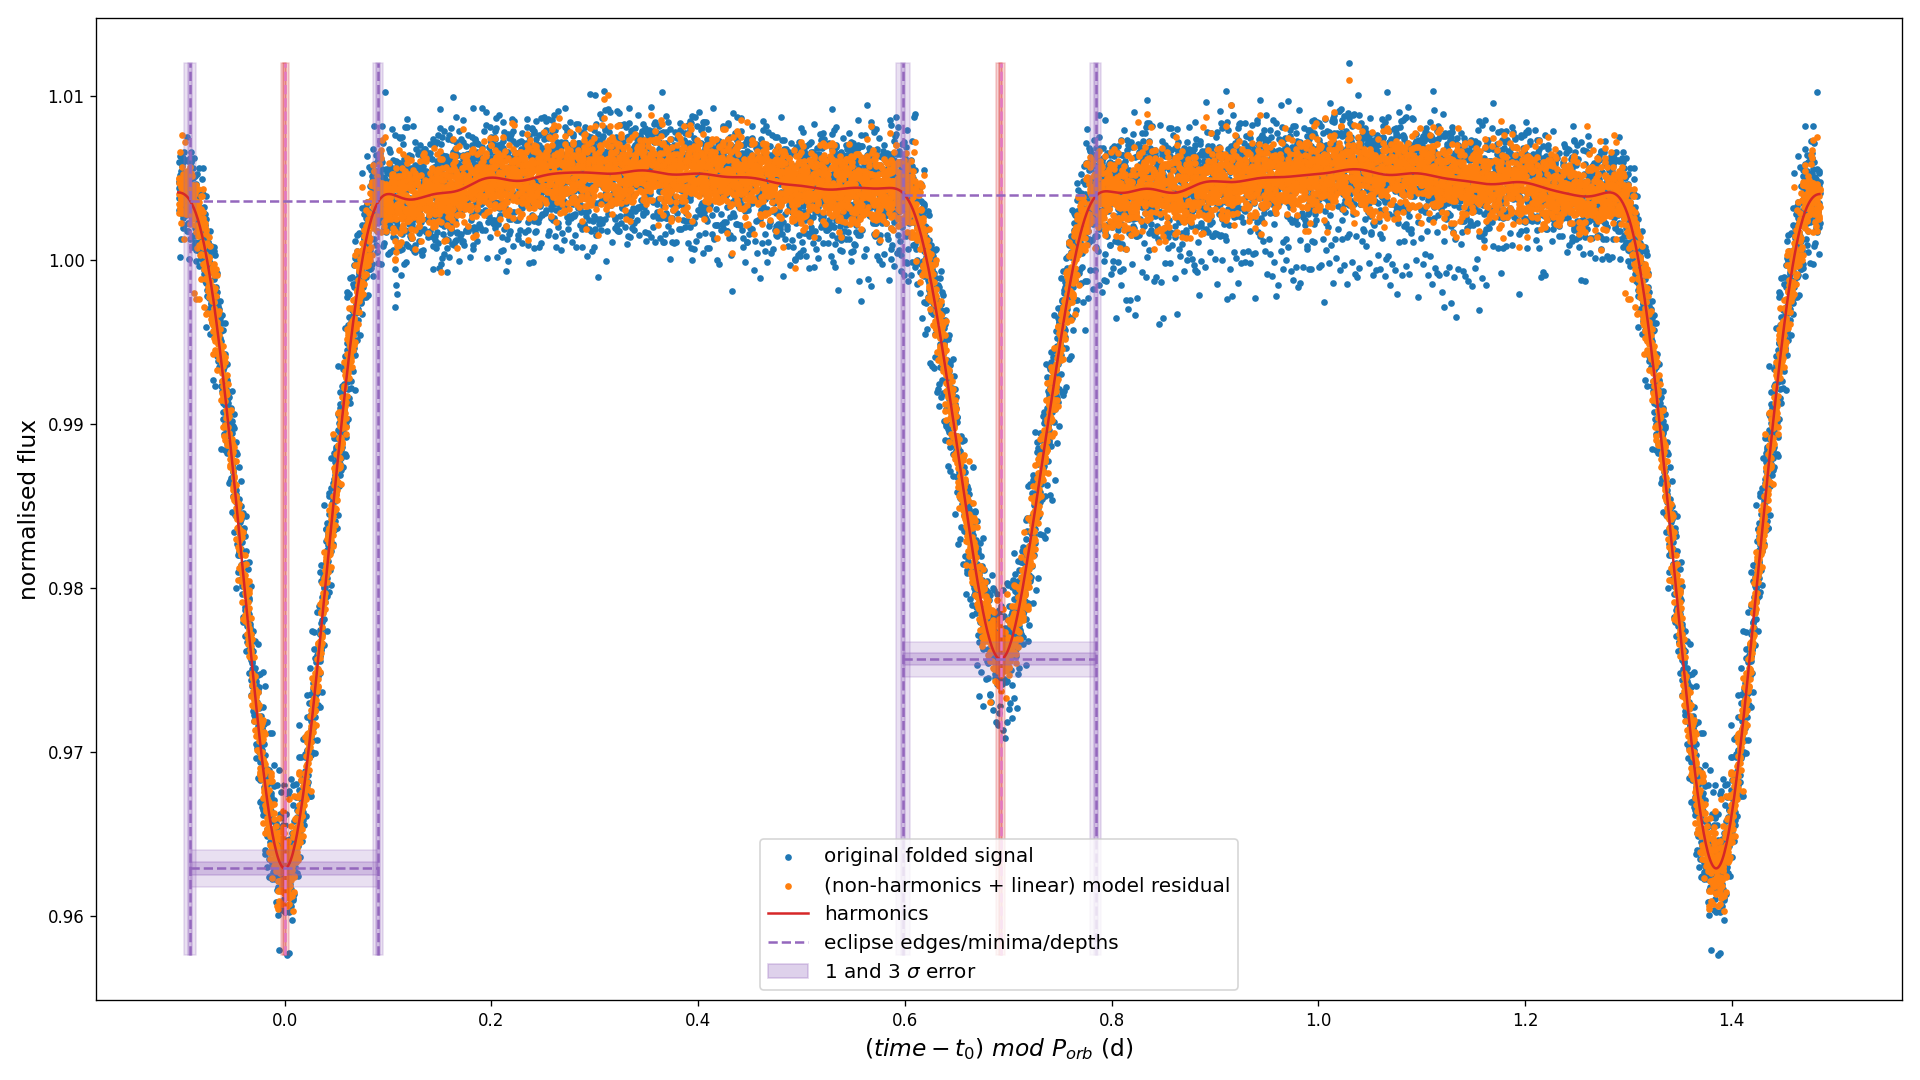 normalised flux
1.01
1.00
0.99
0.98
0.97
0.96
original folded signal
(non-harmonics + linear) model residual
harmonics
eclipse edges/minima/depths
1 and 3 σ error
0.0 0.2 0.4 0.6 0.8 1.0 1.2 1.4
(time − t₀) mod Pₒᵣb (d)